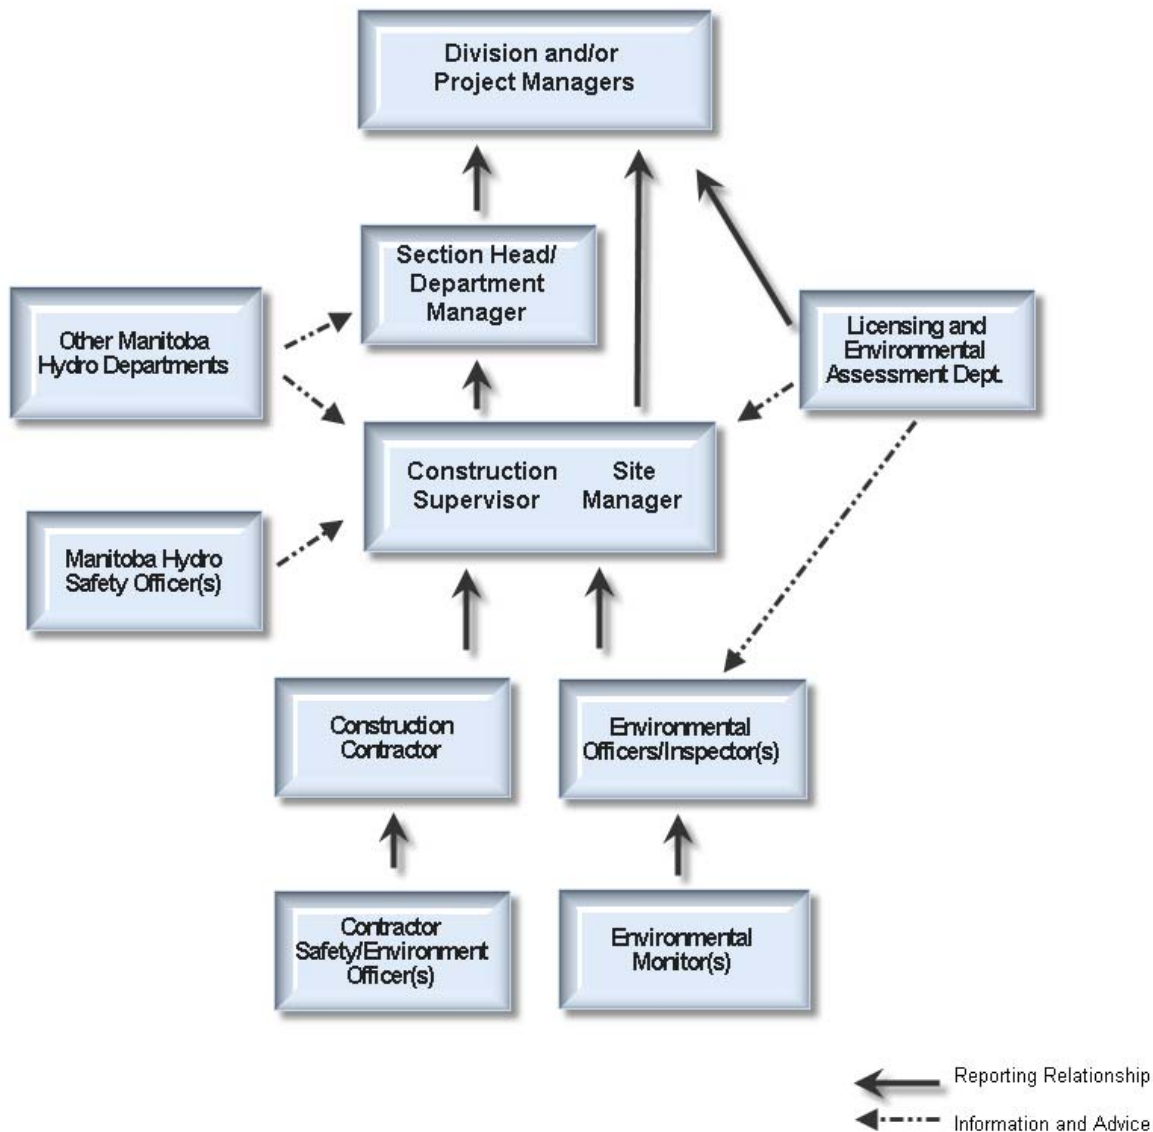 Division and/or
Project Managers
Section Head/
Department
Manager
Other Manitoba
Hydro Departments
Licensing and
Environmental
Assessment Dept.
Construction
Supervisor
Site
Manager
Manitoba Hydro
Safety Officer(s)
Construction
Contractor
Environmental
Officers/Inspector(s)
Contractor
Safety/Environment
Officer(s)
Environmental
Monitor(s)
Reporting Relationship
Information and Advice